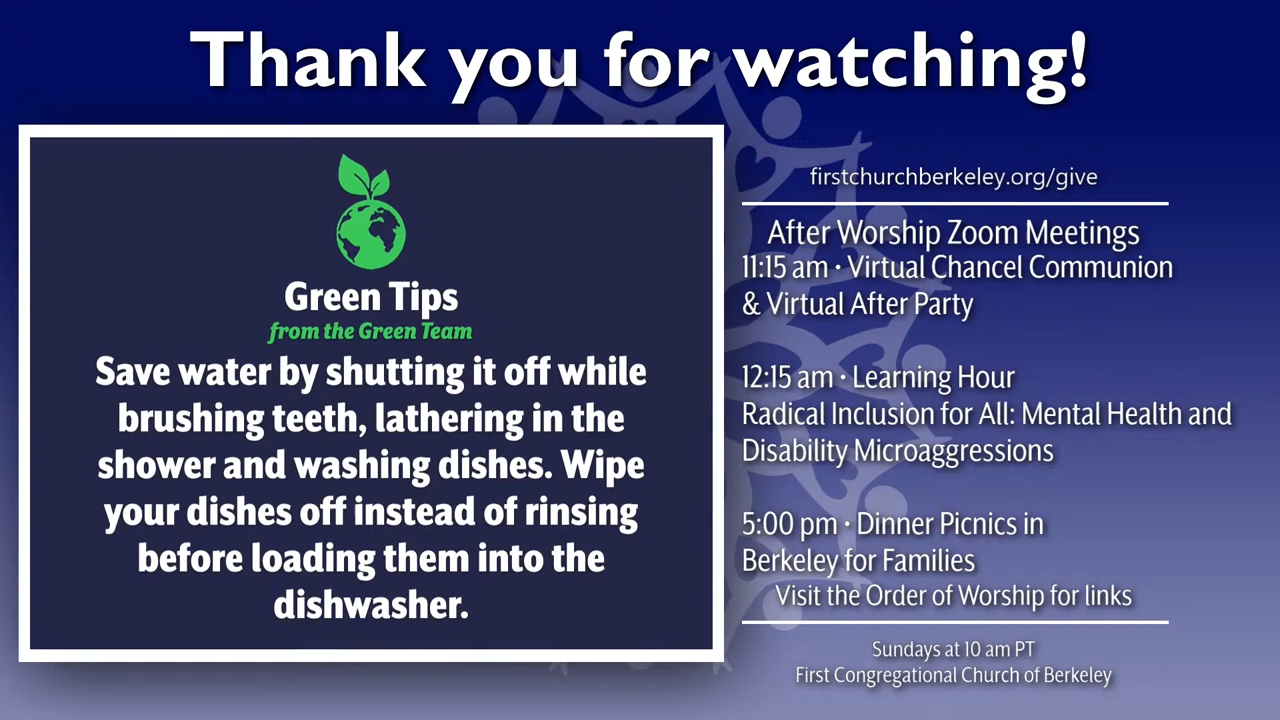 Thank you for watching!
Green Tips
from the Green Team
Save water by shutting it off while
brushing teeth, lathering in the
shower and washing dishes. Wipe
your dishes off instead of rinsing
before loading them into the
dishwasher.
firstchurchberkeley.org/give
After Worship Zoom Meetings
11:15 am · Virtual Chancel Communion
& Virtual After Party
12:15 am · Learning Hour
Radical Inclusion for All: Mental Health and
Disability Microaggressions
5:00 pm · Dinner Picnics in
Berkeley for Families
Visit the Order of Worship for links
Sundays at 10 am PT
First Congregational Church of Berkeley